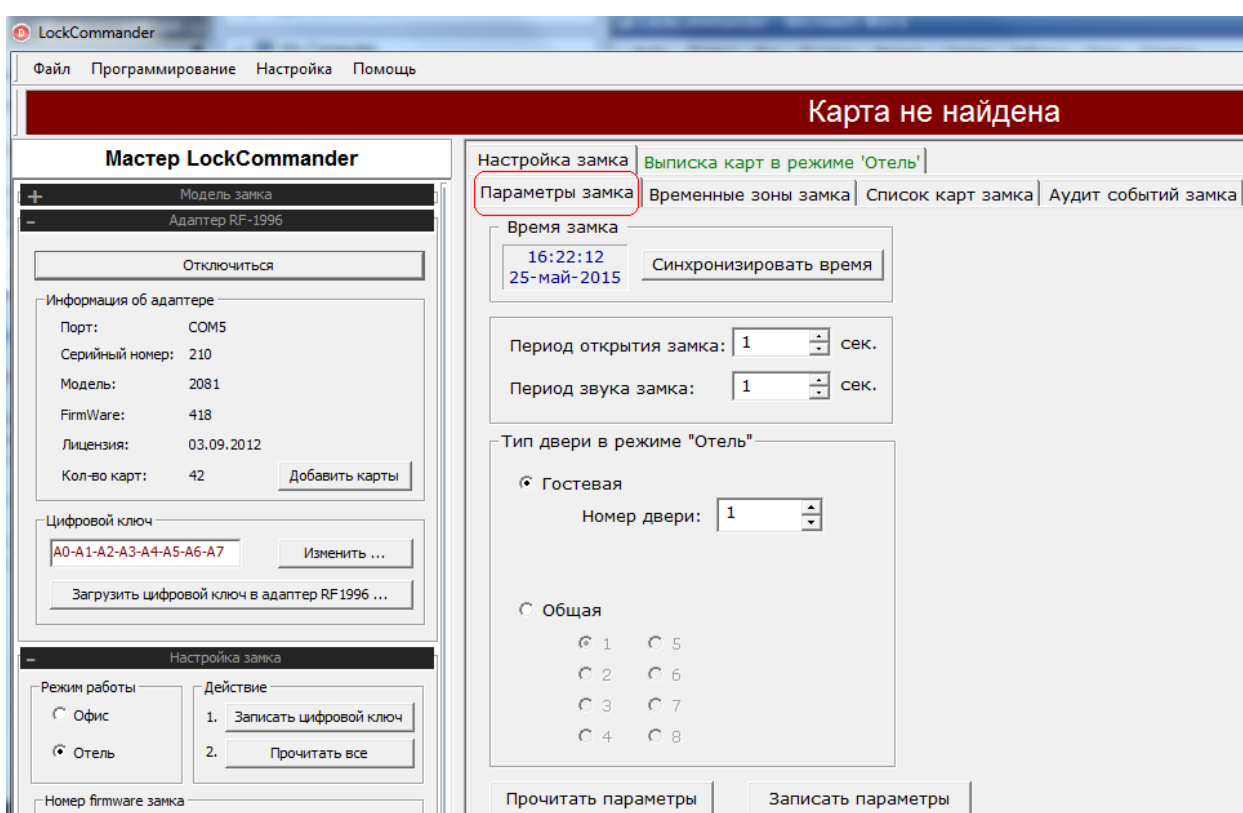 LockCommander
Файл Программирование Настройка Помощь
Карта не найдена
Мастер LockCommander
Модель замка
Адаптер RF-1996
Отключиться
Информация об адаптере
Порт: COM5
Серийный номер: 210
Модель: 2081
FirmWare: 418
Лицензия: 03.09.2012
Кол-во карт: 42 Добавить карты
Цифровой ключ
A0-A1-A2-A3-A4-A5-A6-A7 Изменить ...
Загрузить цифровой ключ в адаптер RF1996 ...
Настройка замка
Режим работы Действие
Офис 1. Записать цифровой ключ
Отель 2. Прочитать все
Номер firmware замка
Настройка замка Выписка карт в режиме 'Отель'
Параметры замка Временные зоны замка Список карт замка Аудит событий замка
Время замка
16:22:12
25-май-2015 Синхронизировать время
Период открытия замка: 1 сек.
Период звука замка: 1 сек.
Тип двери в режиме "Отель"
Гостевая
Номер двери: 1
Общая
1 5
2 6
3 7
4 8
Прочитать параметры Записать параметры